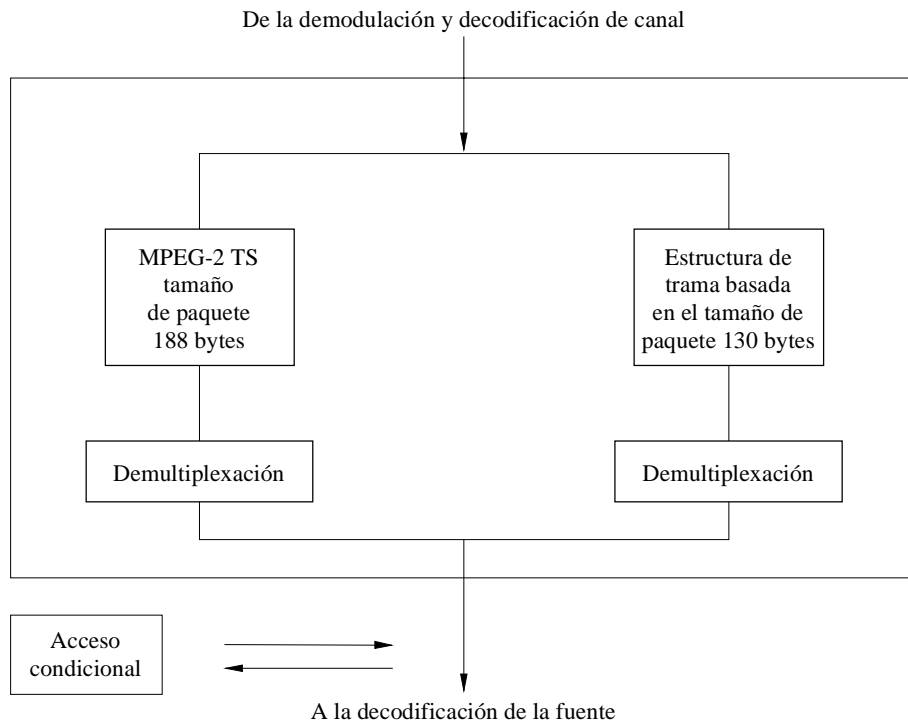 De la demodulación y decodificación de canal
MPEG-2 TS
tamaño
de paquete
188 bytes
Estructura de
trama basada
en el tamaño de
paquete 130 bytes
Demultiplexación
Demultiplexación
Acceso
condicional
A la decodificación de la fuente